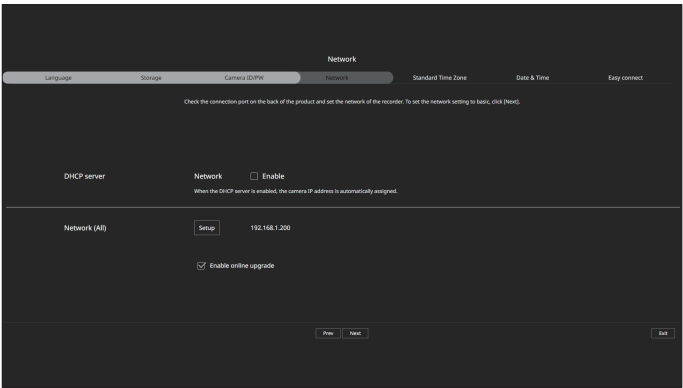 Network
Language Storage Camera ID/PW Network Standard Time Zone Date & Time Easy connect
Check the connection port on the back of the product and set the network of the recorder. To set the network setting to basic, click [Next].
DHCP server Network Enable
When the DHCP server is enabled, the camera IP address is automatically assigned.
Network (All) Setup 192.168.1.200
Enable online upgrade
Prev Next Exit